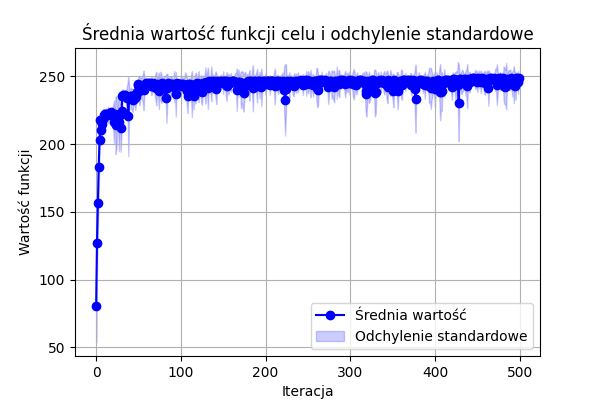 Średnia wartość funkcji celu i odchylenie standardowe
250
200
150
100
50
Wartość funkcji
0 100 200 300 400 500
Iteracja
Średnia wartość
Odchylenie standardowe